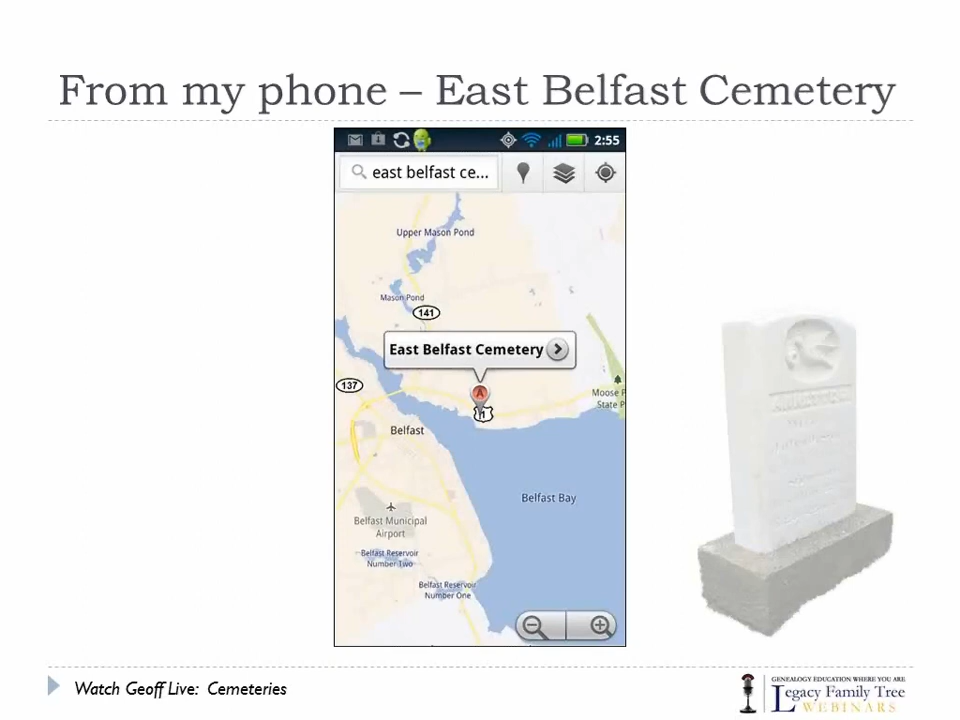 From my phone – East Belfast Cemetery
2:55
east belfast ce...
Upper Mason Pond
Mason Pond
141
East Belfast Cemetery
137
A
1
Moose P
State P
Belfast
Belfast Bay
Belfast Municipal
Airport
Belfast Reservoir
Number Two
Belfast Reservoir
Number One
Watch Geoff Live: Cemeteries
GENEALOGY EDUCATION WHERE YOU ARE
Legacy Family Tree
WEBINARS